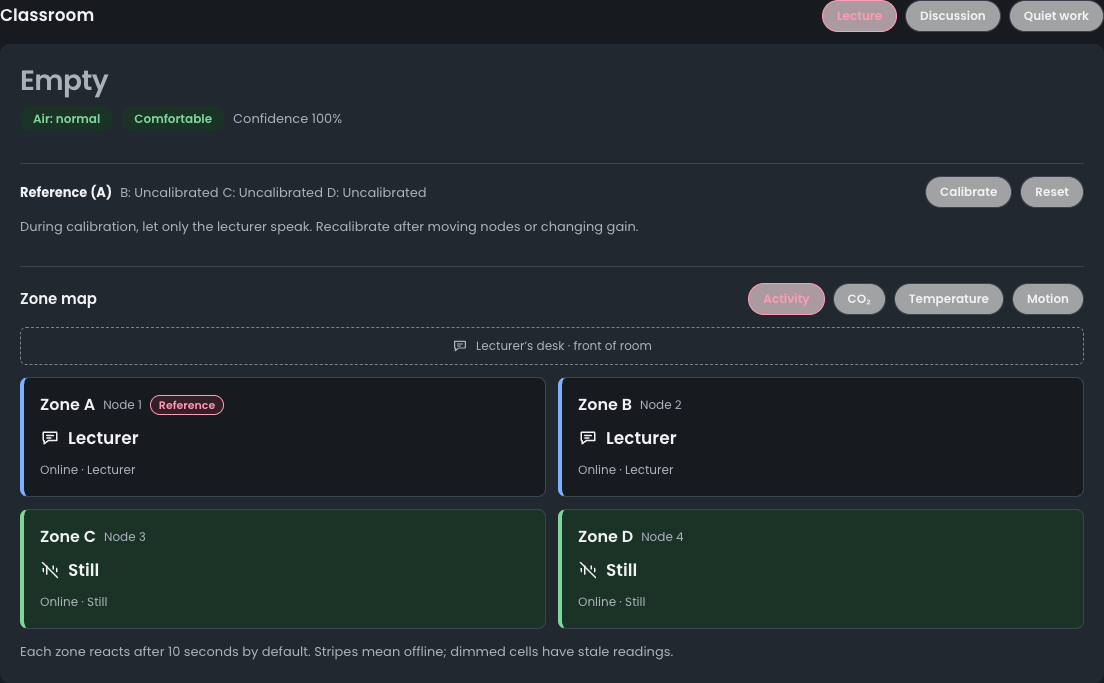 Classroom
Lecture Discussion Quiet work
Empty
Air: normal Comfortable Confidence 100%
Reference (A) B: Uncalibrated C: Uncalibrated D: Uncalibrated
Calibrate Reset
During calibration, let only the lecturer speak. Recalibrate after moving nodes or changing gain.
Zone map
Activity CO₂ Temperature Motion
Lecturer's desk · front of room
Zone A Node 1 Reference
Lecturer
Online · Lecturer
Zone B Node 2
Lecturer
Online · Lecturer
Zone C Node 3
Still
Online · Still
Zone D Node 4
Still
Online · Still
Each zone reacts after 10 seconds by default. Stripes mean offline; dimmed cells have stale readings.